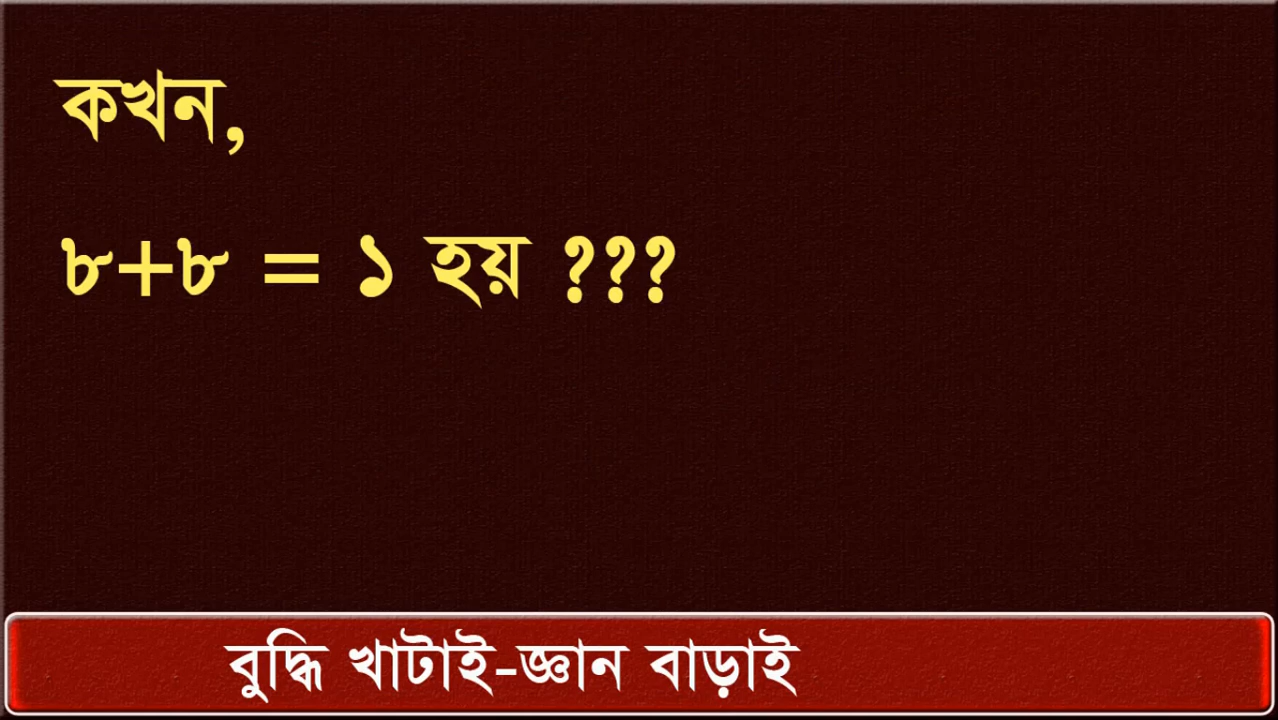 কখন,
৮+৮ = ১ হয় ???
বুদ্ধি খাটাই-জ্ঞান বাড়াই